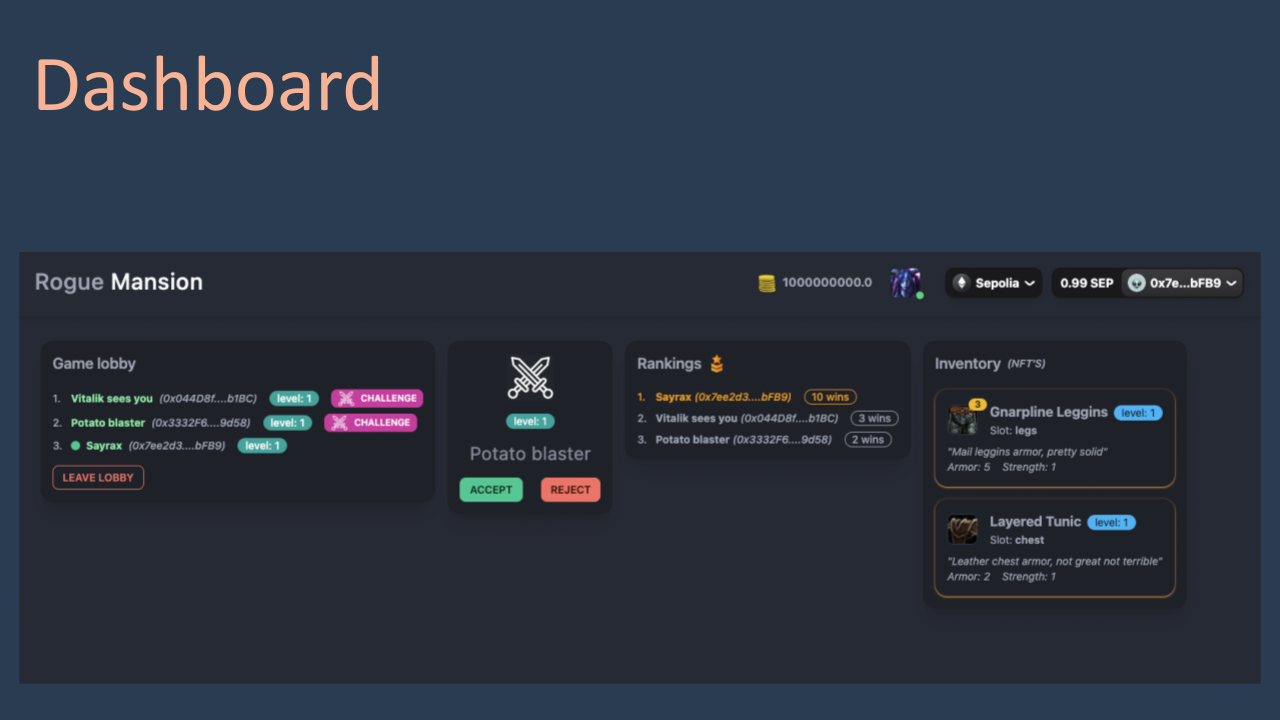 Dashboard
Rogue Mansion
1000000000.0
Sepolia
0.99 SEP
0x7e...bFB9
Game lobby
1. Vitalik sees you (0x044D8f....b1BC) level: 1 CHALLENGE
2. Potato blaster (0x3332F6....9d58) level: 1 CHALLENGE
3. Sayrax (0x7ee2d3....bFB9) level: 1
LEAVE LOBBY
level: 1
Potato blaster
ACCEPT REJECT
Rankings
1. Sayrax (0x7ee2d3....bFB9) 10 wins
2. Vitalik sees you (0x044D8f....b1BC) 3 wins
3. Potato blaster (0x3332F6....9d58) 2 wins
Inventory (NFT'S)
3
Gnarpline Leggins level: 1
Slot: legs
"Mail leggins armor, pretty solid"
Armor: 5 Strength: 1
Layered Tunic level: 1
Slot: chest
"Leather chest armor, not great not terrible"
Armor: 2 Strength: 1